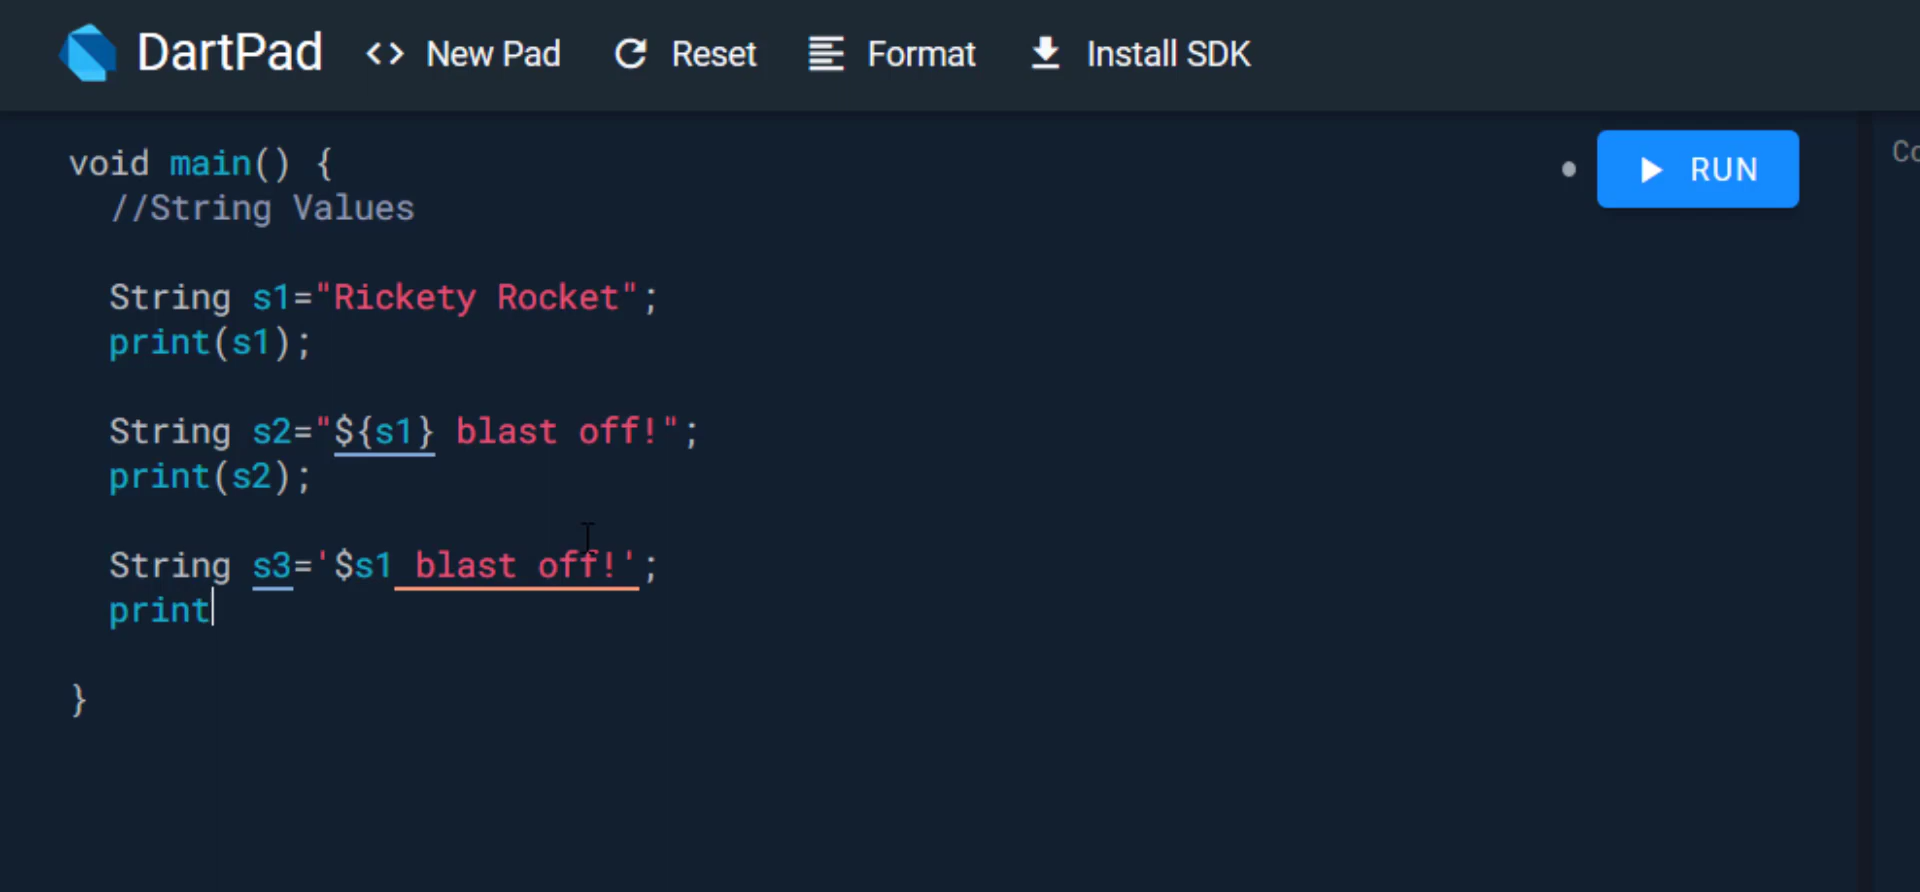 DartPad <> New Pad Reset Format Install SDK
void main() {
RUN
Co
//String Values
String s1="Rickety Rocket";
print(s1);
String s2="${s1} blast off!";
print(s2);
String s3='$s1 blast off!';
print
}